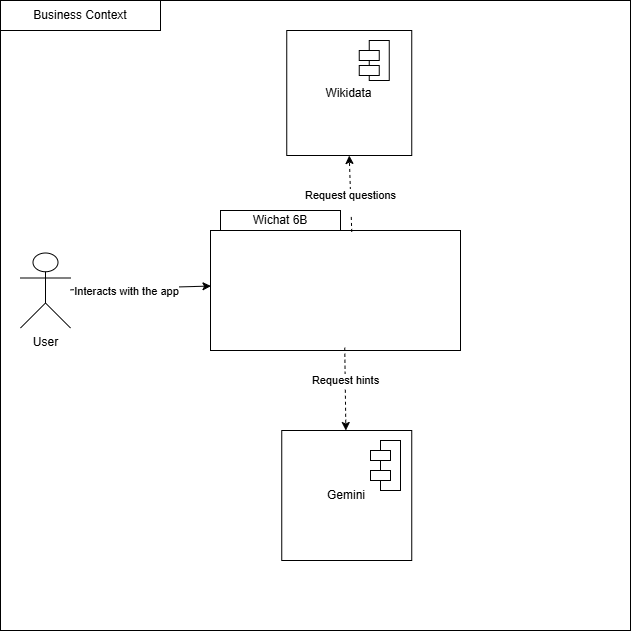 Business Context
Wikidata
Request questions
Wichat 6B
Interacts with the app
User
Request hints
Gemini